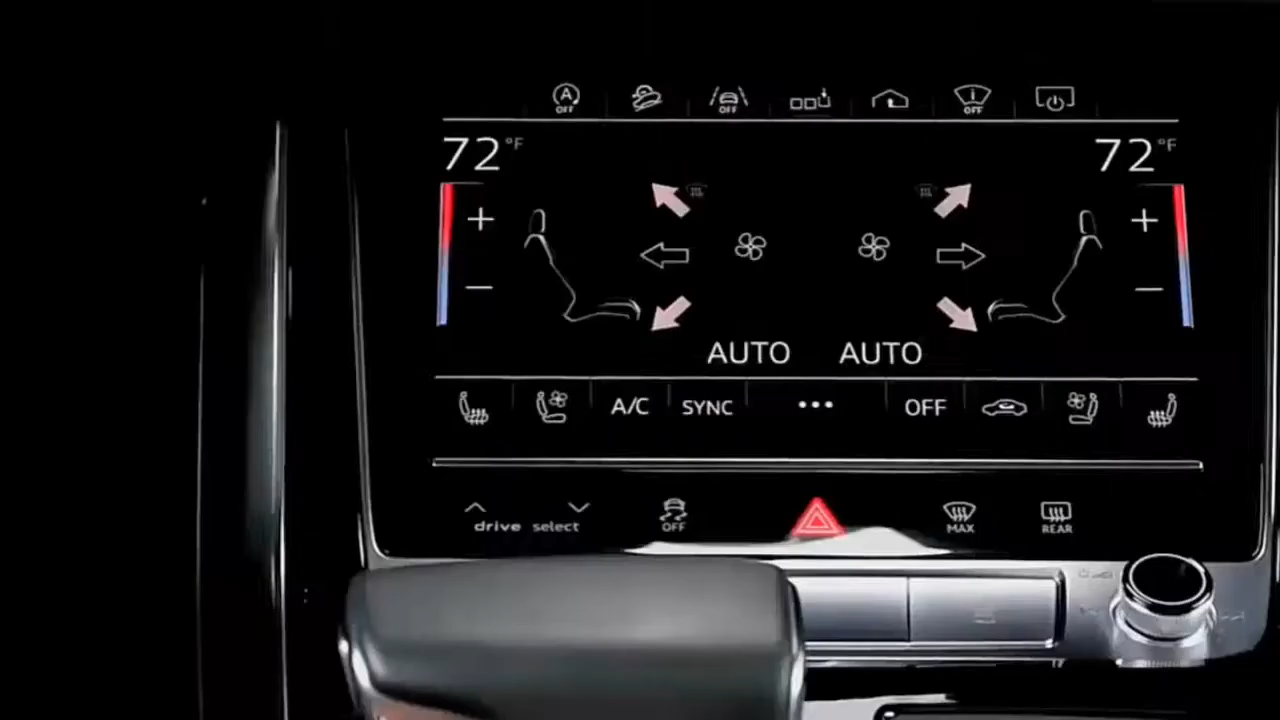 A OFF OFF OFF
72°F 72°F
+ +
− −
AUTO AUTO
A/C SYNC ••• OFF
drive select OFF MAX REAR